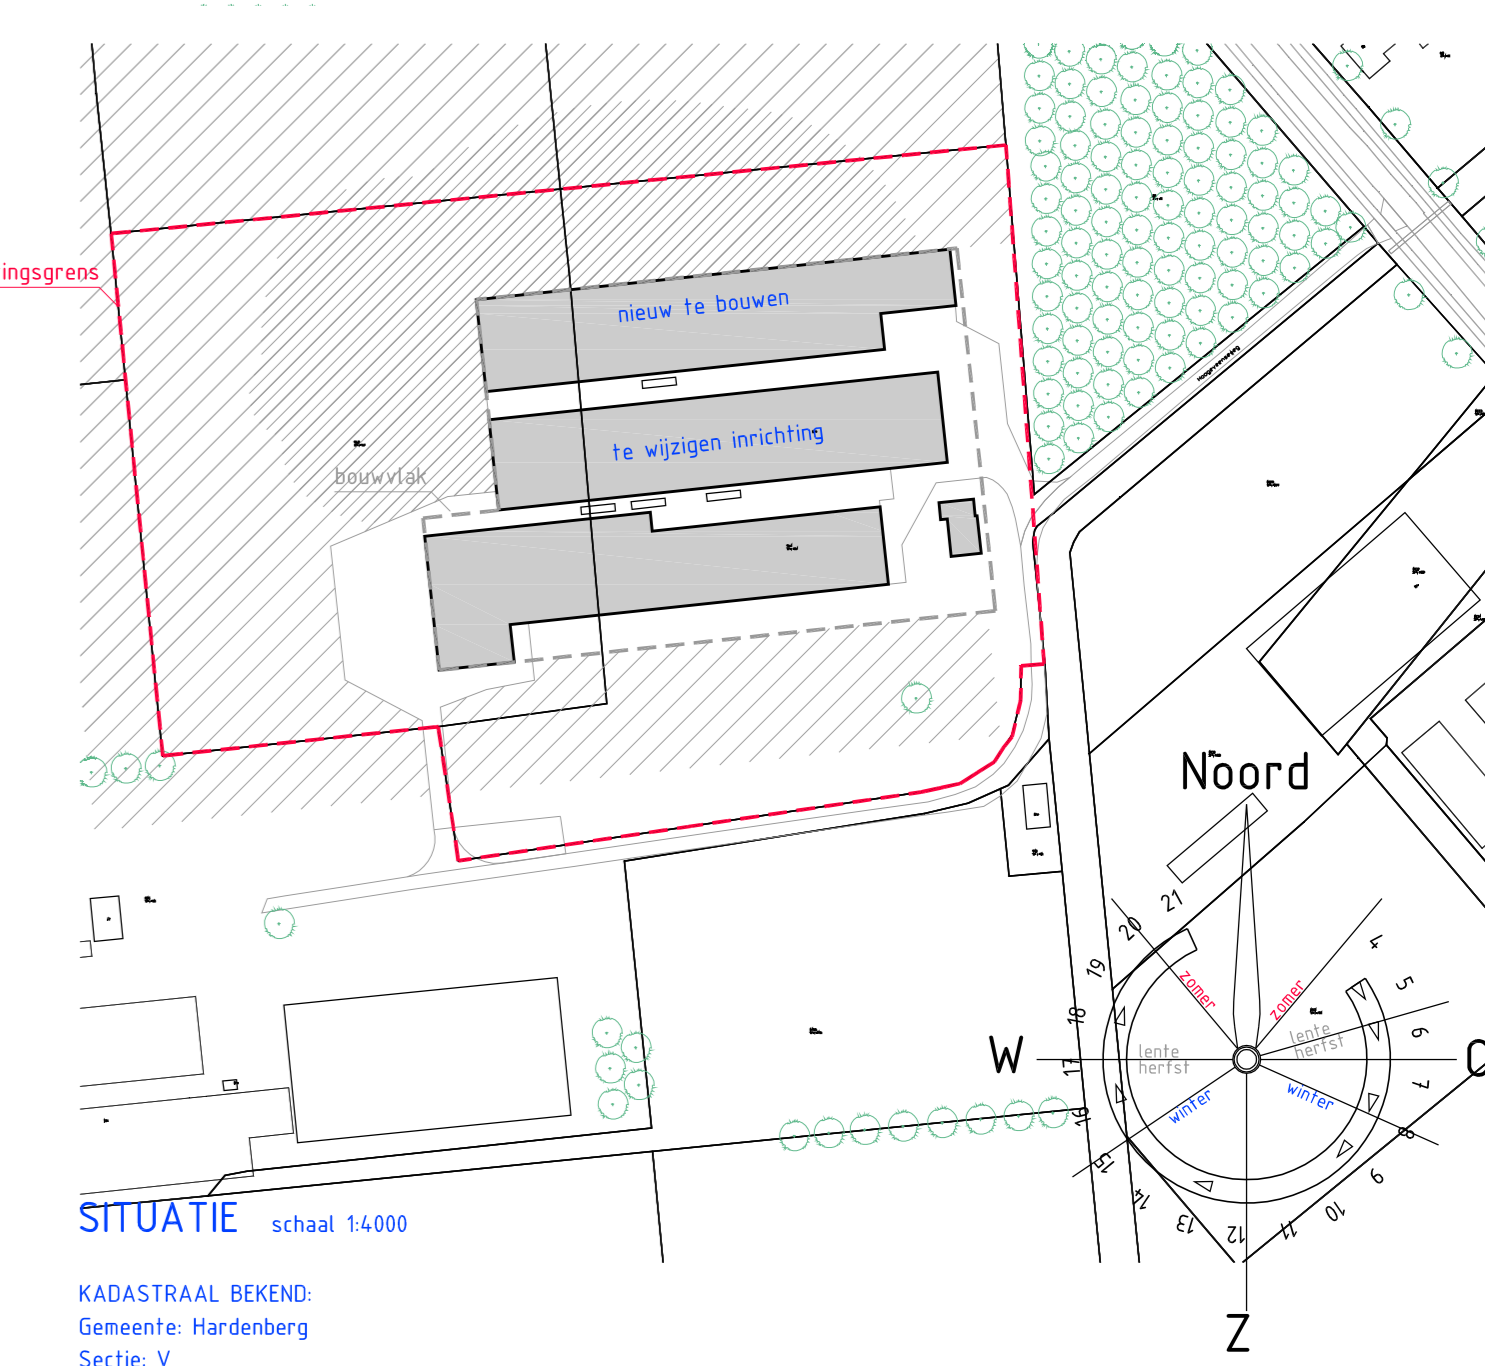 ingsgrens
nieuw te bouwen
te wijzigen inrichting
bouwvlak
Hoogeveenseweg
Noord
21
20
19
18
17
16
15
14
13
12
11
10
9
8
7
6
5
4
zomer
zomer
lente
herfst
lente
herfst
winter
winter
W
Z
SITUATIE schaal 1:4000
KADASTRAAL BEKEND:
Gemeente: Hardenberg
Sectie: V